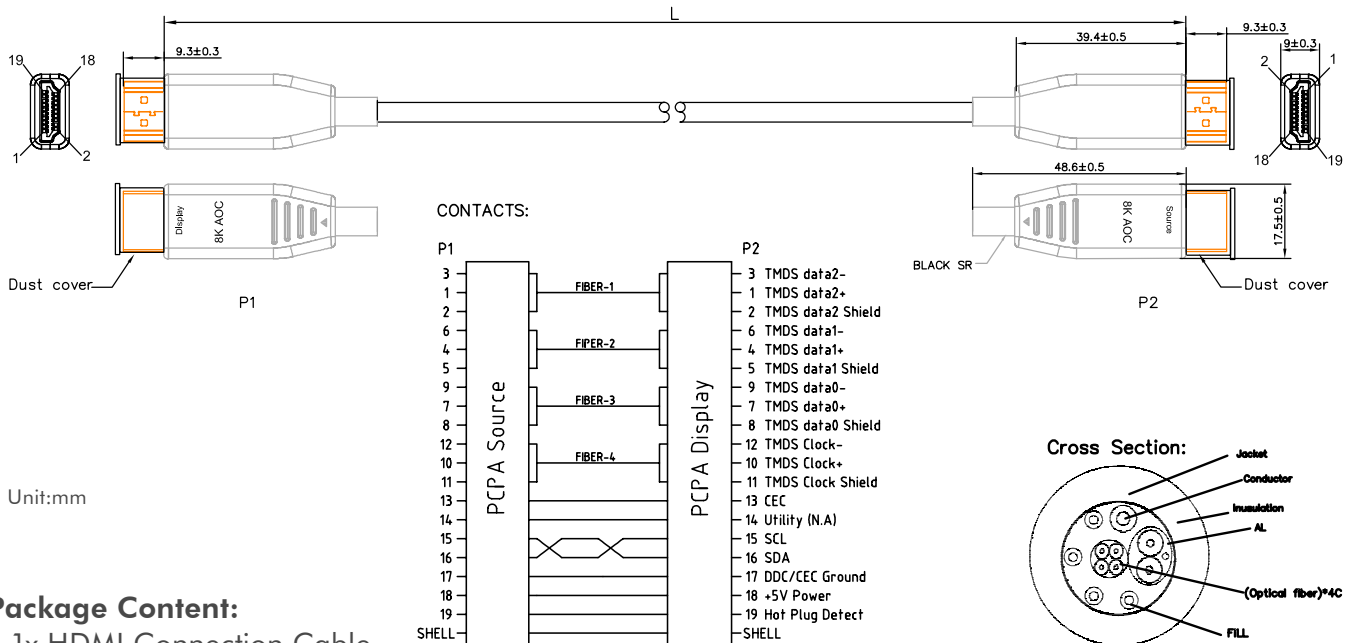 L
9.3±0.3
39.4±0.5
9.3±0.3
9±0.3
19
18
1
2
2
1
18
19
Display
8K AOC
Dust cover
P1
48.6±0.5
8K AOC
Source
17.5±0.5
BLACK SR
Dust cover
P2
CONTACTS:
P1
P2
PCPA Source
PCPA Display
3
FIBER-1
3 TMDS data2-
1
1 TMDS data2+
2
2 TMDS data2 Shield
6
FIPER-2
6 TMDS data1-
4
4 TMDS data1+
5
5 TMDS data1 Shield
9
FIBER-3
9 TMDS data0-
7
7 TMDS data0+
8
8 TMDS data0 Shield
12
FIBER-4
12 TMDS Clock-
10
10 TMDS Clock+
11
11 TMDS Clock Shield
13
13 CEC
14
14 Utility (N.A)
15
15 SCL
16
16 SDA
17
17 DDC/CEC Ground
18
18 +5V Power
19
19 Hot Plug Detect
SHELL
SHELL
Cross Section:
Jacket
Conductor
Inusulation
AL
(Optical fiber)*4C
FILL
Unit:mm
Package Content:
1x HDMI Connection Cable